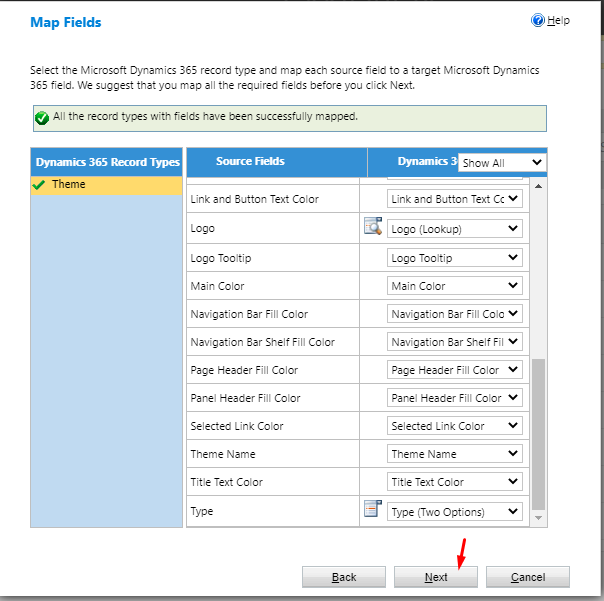 Map Fields
Help
Select the Microsoft Dynamics 365 record type and map each source field to a target Microsoft Dynamics
365 field. We suggest that you map all the required fields before you click Next.
All the record types with fields have been successfully mapped.
Dynamics 365 Record Types Source Fields Dynamics 3 Show All
Theme
Link and Button Text Color Link and Button Text Cc
Logo Logo (Lookup)
Logo Tooltip Logo Tooltip
Main Color Main Color
Navigation Bar Fill Color Navigation Bar Fill Colo
Navigation Bar Shelf Fill Color Navigation Bar Shelf Fil
Page Header Fill Color Page Header Fill Color
Panel Header Fill Color Panel Header Fill Color
Selected Link Color Selected Link Color
Theme Name Theme Name
Title Text Color Title Text Color
Type Type (Two Options)
Back Next Cancel